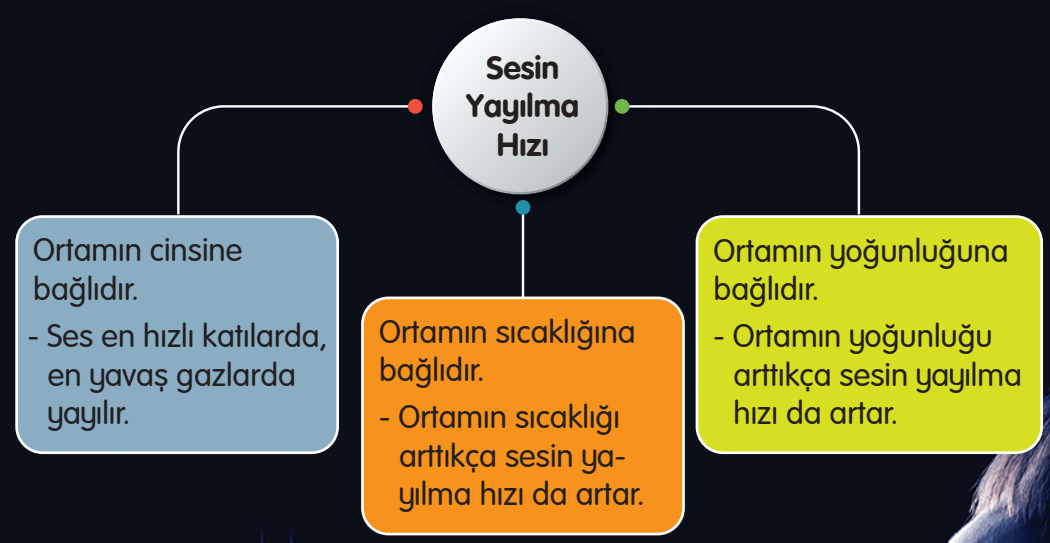 Sesin
Yayılma
Hızı
Ortamın cinsine
bağlıdır.
- Ses en hızlı katılarda,
en yavaş gazlarda
yayılır.
Ortamın sıcaklığına
bağlıdır.
- Ortamın sıcaklığı
arttıkça sesin ya-
yılma hızı da artar.
Ortamın yoğunluğuna
bağlıdır.
- Ortamın yoğunluğu
arttıkça sesin yayılma
hızı da artar.